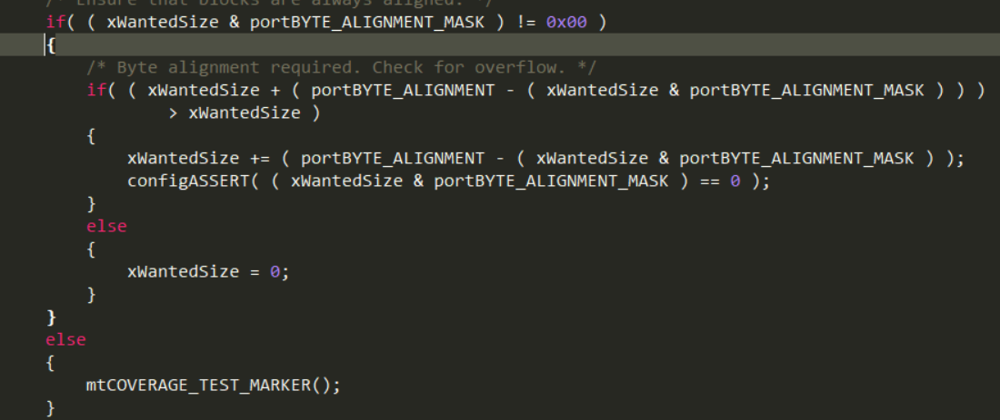 /* Ensure that blocks are always aligned. */
if( ( xWantedSize & portBYTE_ALIGNMENT_MASK ) != 0x00 )
{
/* Byte alignment required. Check for overflow. */
if( ( xWantedSize + ( portBYTE_ALIGNMENT - ( xWantedSize & portBYTE_ALIGNMENT_MASK ) ) )
> xWantedSize )
{
xWantedSize += ( portBYTE_ALIGNMENT - ( xWantedSize & portBYTE_ALIGNMENT_MASK ) );
configASSERT( ( xWantedSize & portBYTE_ALIGNMENT_MASK ) == 0 );
}
else
{
xWantedSize = 0;
}
}
else
{
mtCOVERAGE_TEST_MARKER();
}